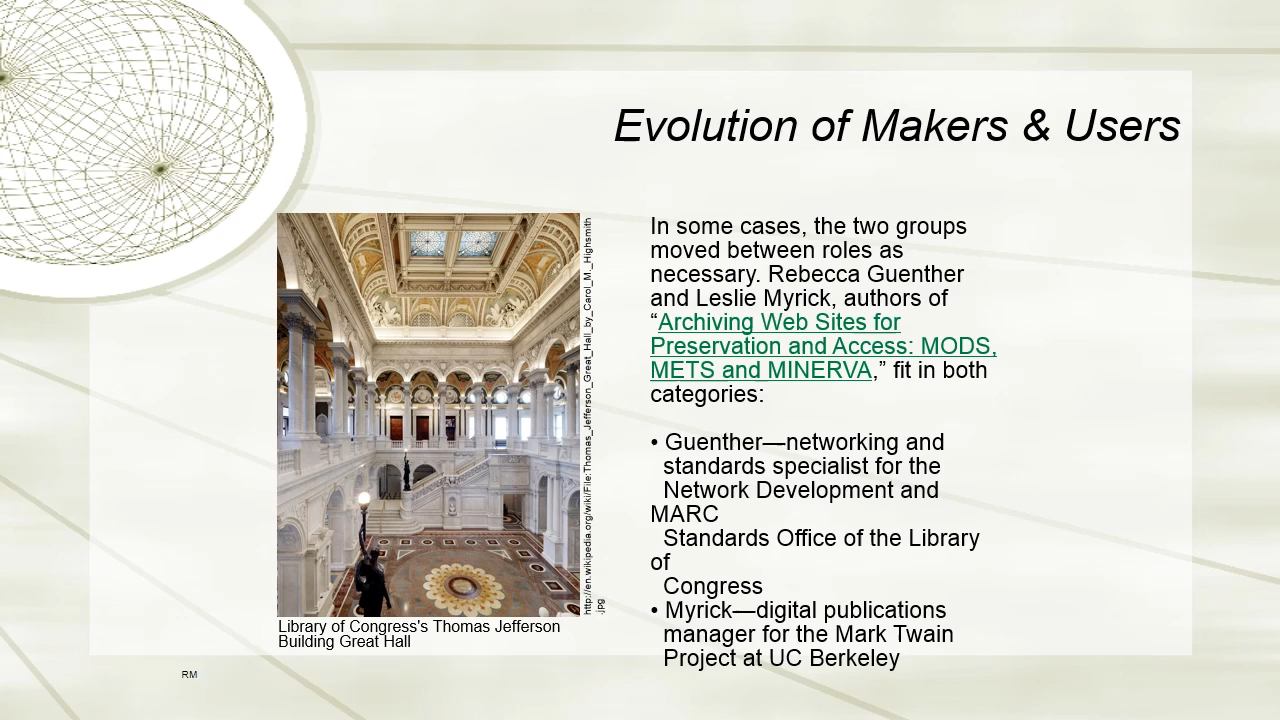 Evolution of Makers & Users
In some cases, the two groups
moved between roles as
necessary. Rebecca Guenther
and Leslie Myrick, authors of
“Archiving Web Sites for
Preservation and Access: MODS,
METS and MINERVA,” fit in both
categories:
• Guenther—networking and
standards specialist for the
Network Development and
MARC
Standards Office of the Library
of
Congress
• Myrick—digital publications
manager for the Mark Twain
Project at UC Berkeley
http://en.wikipedia.org/wiki/File:Thomas_Jefferson_Great_Hall_by_Carol_M._Highsmith
.jpg
Library of Congress's Thomas Jefferson
Building Great Hall
RM